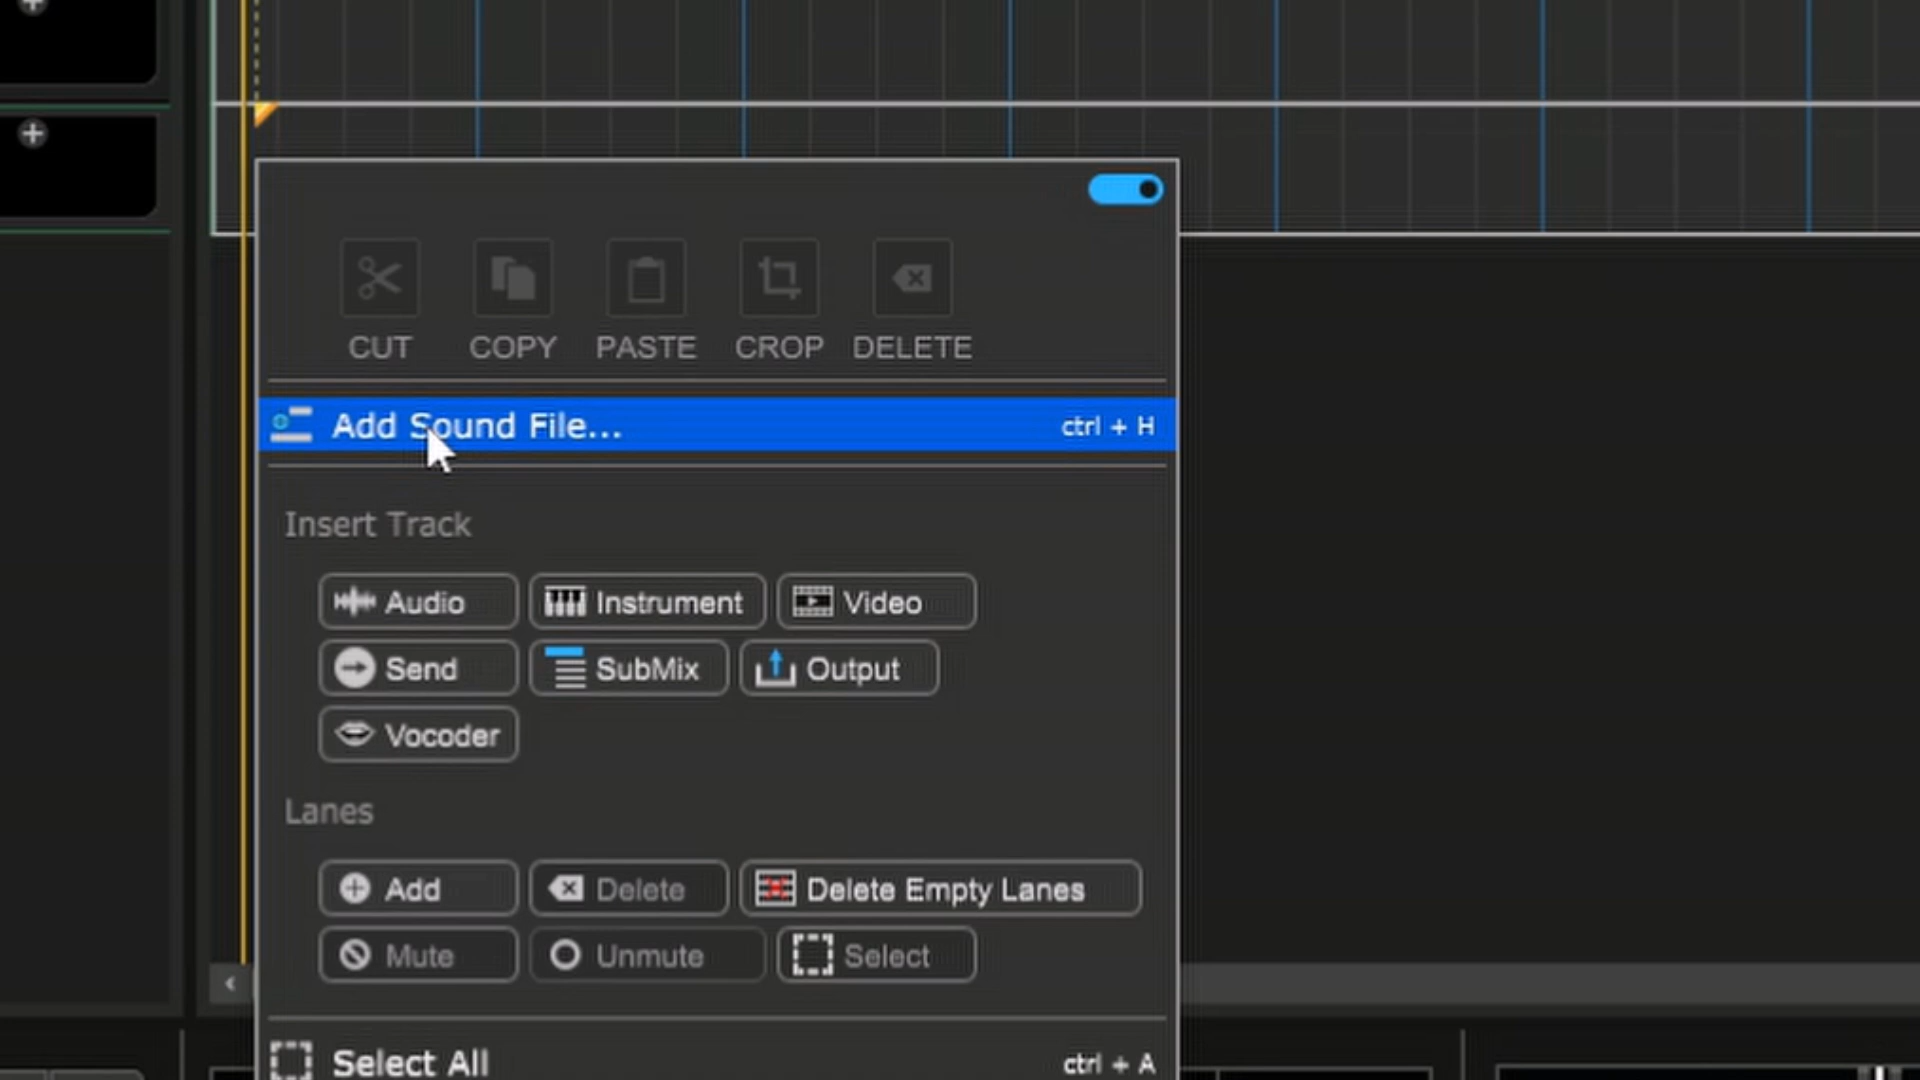 CUT COPY PASTE CROP DELETE
Add Sound File... ctrl + H
Insert Track
Audio Instrument Video
Send SubMix Output
Vocoder
Lanes
Add Delete Delete Empty Lanes
Mute Unmute Select
Select All ctrl + A